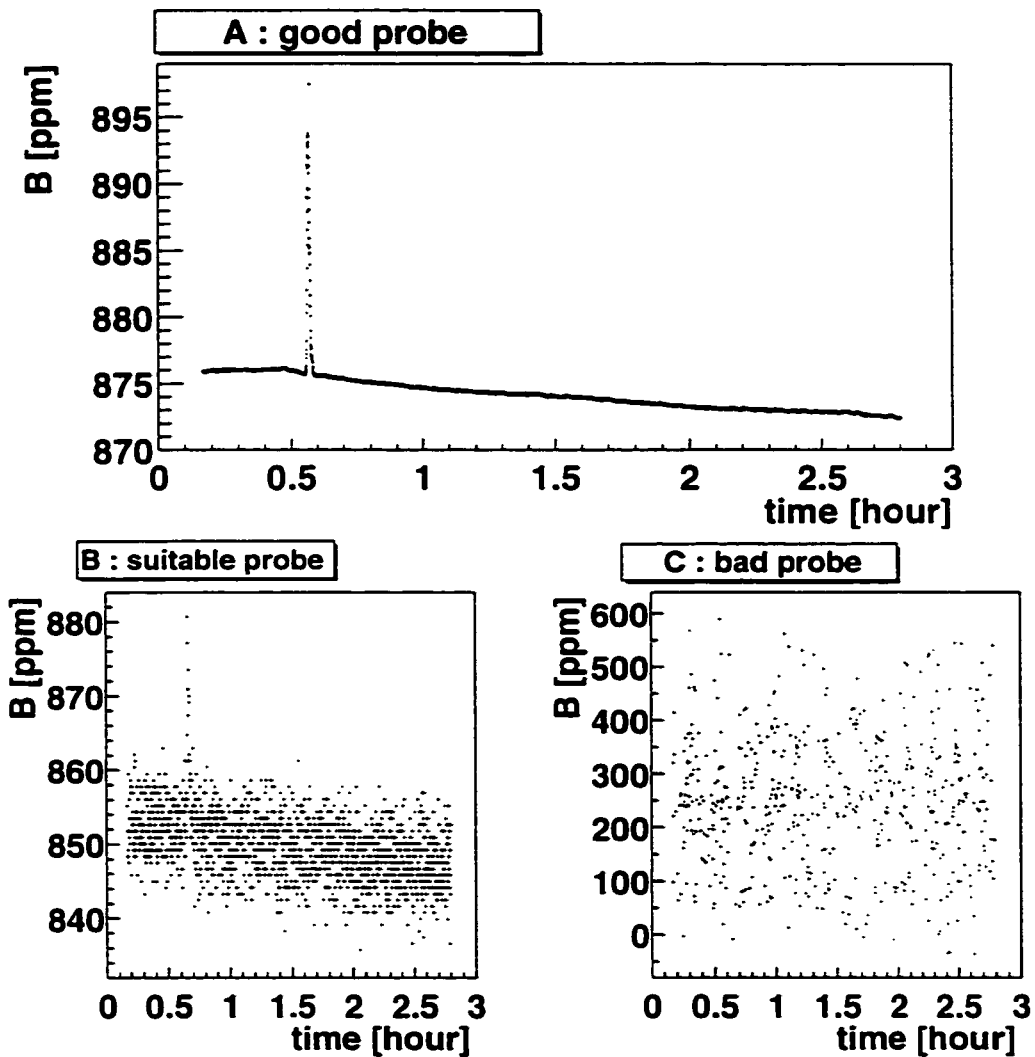 A : good probe
B [ppm]
895
890
885
880
875
870
0 0.5 1 1.5 2 2.5 3
time [hour]
B : suitable probe
B [ppm]
880
870
860
850
840
0 0.5 1 1.5 2 2.5 3
time [hour]
C : bad probe
B [ppm]
600
500
400
300
200
100
0
0 0.5 1 1.5 2 2.5 3
time [hour]